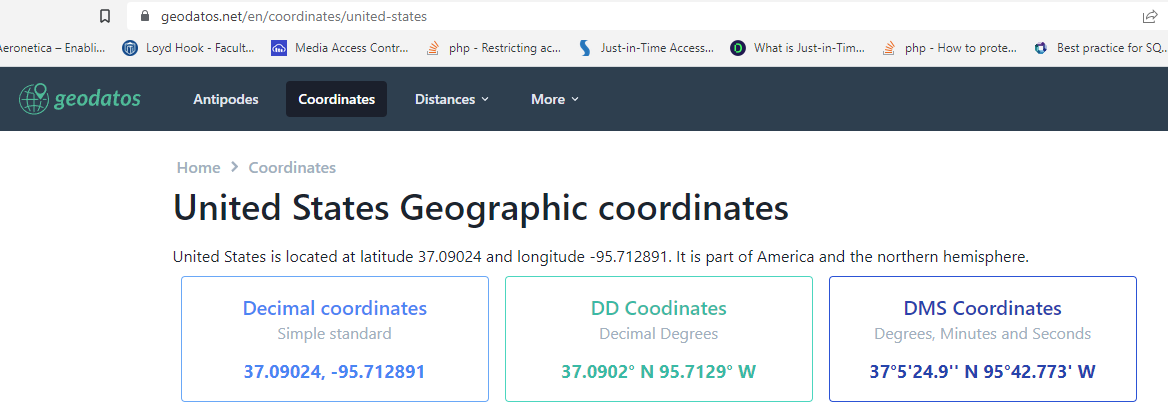 geodatos.net/en/coordinates/united-states
Aeronetica – Enabli... Loyd Hook - Facult... Media Access Contr... php - Restricting ac... Just-in-Time Access... What is Just-in-Tim... php - How to prote... Best practice for SQ...
geodatos Antipodes Coordinates Distances More
Home > Coordinates
United States Geographic coordinates
United States is located at latitude 37.09024 and longitude -95.712891. It is part of America and the northern hemisphere.
Decimal coordinates
Simple standard
37.09024, -95.712891
DD Coodinates
Decimal Degrees
37.0902° N 95.7129° W
DMS Coordinates
Degrees, Minutes and Seconds
37°5'24.9'' N 95°42.773' W